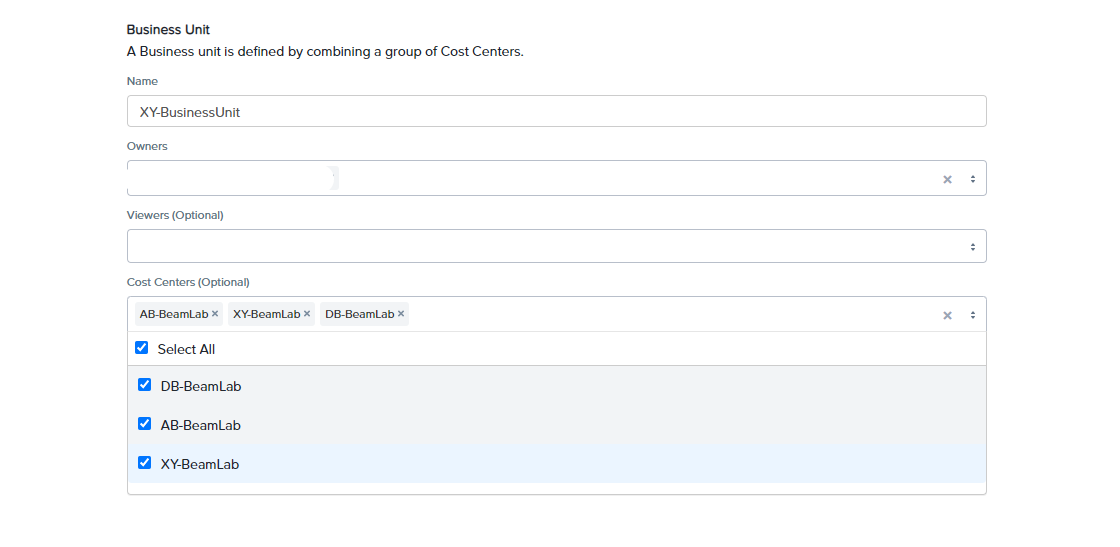 Business Unit
A Business unit is defined by combining a group of Cost Centers.
Name
XY-BusinessUnit
Owners
Viewers (Optional)
Cost Centers (Optional)
AB-BeamLab × XY-BeamLab × DB-BeamLab ×
Select All
DB-BeamLab
AB-BeamLab
XY-BeamLab